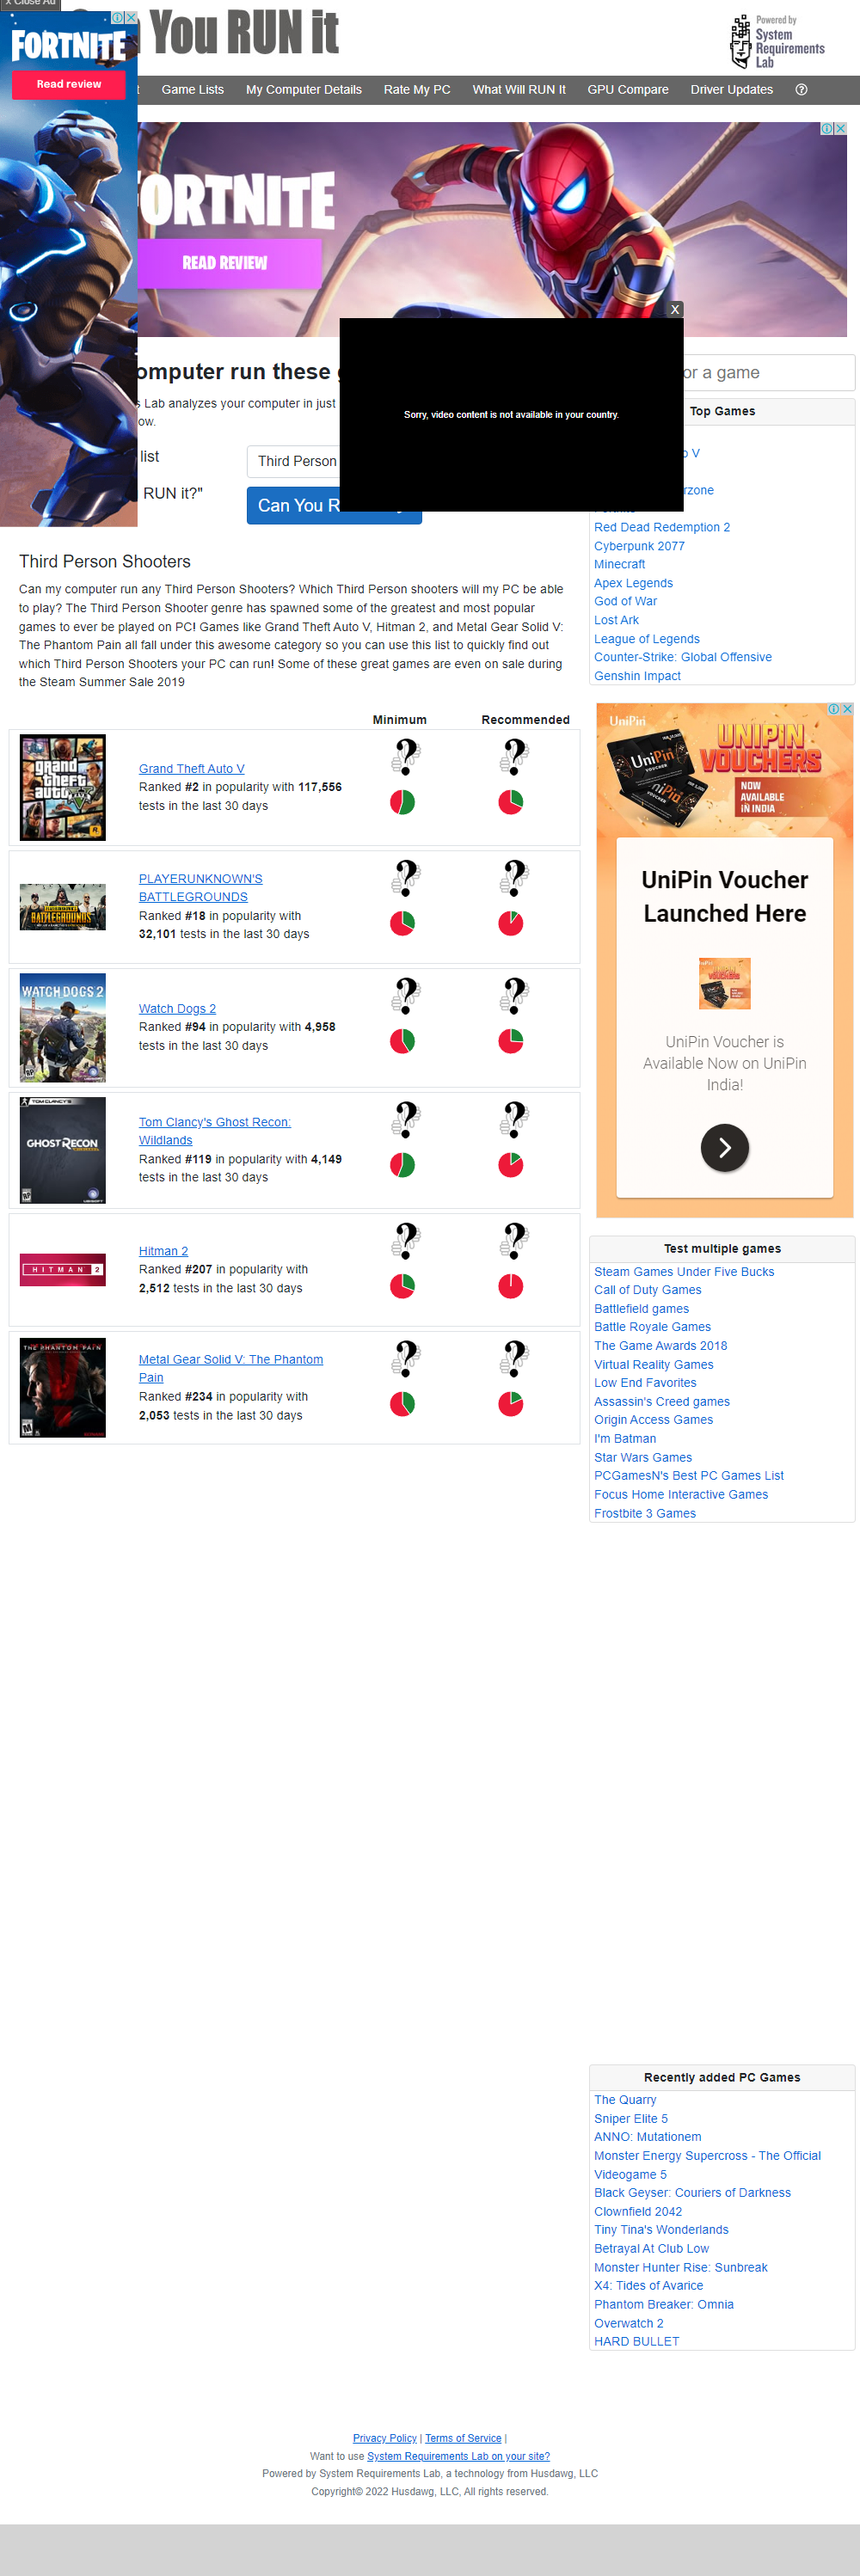 x Close Ad
You RUN it
Powered by
System
Requirements
Lab
FORTNITE
Read review
t
Game Lists
My Computer Details
Rate My PC
What Will RUN It
GPU Compare
Driver Updates
FORTNITE
READ REVIEW
X
Sorry, video content is not available in your country.
omputer run these
s Lab analyzes your computer in just
ow.
list
Third Person
RUN it?"
Can You R
or a game
Top Games
o V
rzone
Red Dead Redemption 2
Cyberpunk 2077
Minecraft
Apex Legends
God of War
Lost Ark
League of Legends
Counter-Strike: Global Offensive
Genshin Impact
Third Person Shooters
Can my computer run any Third Person Shooters? Which Third Person shooters will my PC be able
to play? The Third Person Shooter genre has spawned some of the greatest and most popular
games to ever be played on PC! Games like Grand Theft Auto V, Hitman 2, and Metal Gear Solid V:
The Phantom Pain all fall under this awesome category so you can use this list to quickly find out
which Third Person Shooters your PC can run! Some of these great games are even on sale during
the Steam Summer Sale 2019
Minimum
Recommended
grand
theft
auto
Grand Theft Auto V
Ranked #2 in popularity with 117,556
tests in the last 30 days
BATTLEGROUNDS
PLAYERUNKNOWN'S
BATTLEGROUNDS
Ranked #18 in popularity with
32,101 tests in the last 30 days
WATCH DOGS 2
Watch Dogs 2
Ranked #94 in popularity with 4,958
tests in the last 30 days
TOM CLANCY'S
GHOST RECON
Tom Clancy's Ghost Recon:
Wildlands
Ranked #119 in popularity with 4,149
tests in the last 30 days
HITMAN 2
Hitman 2
Ranked #207 in popularity with
2,512 tests in the last 30 days
THE PHANTOM PAIN
Metal Gear Solid V: The Phantom
Pain
Ranked #234 in popularity with
2,053 tests in the last 30 days
UniPin
UNIPIN
VOUCHERS
NOW
AVAILABLE
IN INDIA
UniPin
VOUCHER
UniPin Voucher
Launched Here
UniPin Voucher is
Available Now on UniPin
India!
Test multiple games
Steam Games Under Five Bucks
Call of Duty Games
Battlefield games
Battle Royale Games
The Game Awards 2018
Virtual Reality Games
Low End Favorites
Assassin's Creed games
Origin Access Games
I'm Batman
Star Wars Games
PCGamesN's Best PC Games List
Focus Home Interactive Games
Frostbite 3 Games
Recently added PC Games
The Quarry
Sniper Elite 5
ANNO: Mutationem
Monster Energy Supercross - The Official
Videogame 5
Black Geyser: Couriers of Darkness
Clownfield 2042
Tiny Tina's Wonderlands
Betrayal At Club Low
Monster Hunter Rise: Sunbreak
X4: Tides of Avarice
Phantom Breaker: Omnia
Overwatch 2
HARD BULLET
Privacy Policy | Terms of Service |
Want to use System Requirements Lab on your site?
Powered by System Requirements Lab, a technology from Husdawg, LLC
Copyright© 2022 Husdawg, LLC, All rights reserved.